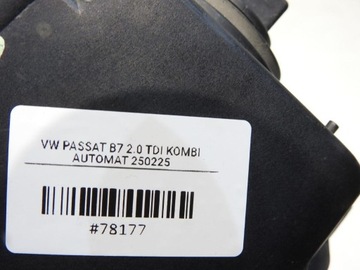 VW PASSAT B7 2.0 TDI KOMBI
AUTOMAT 250225
#78177